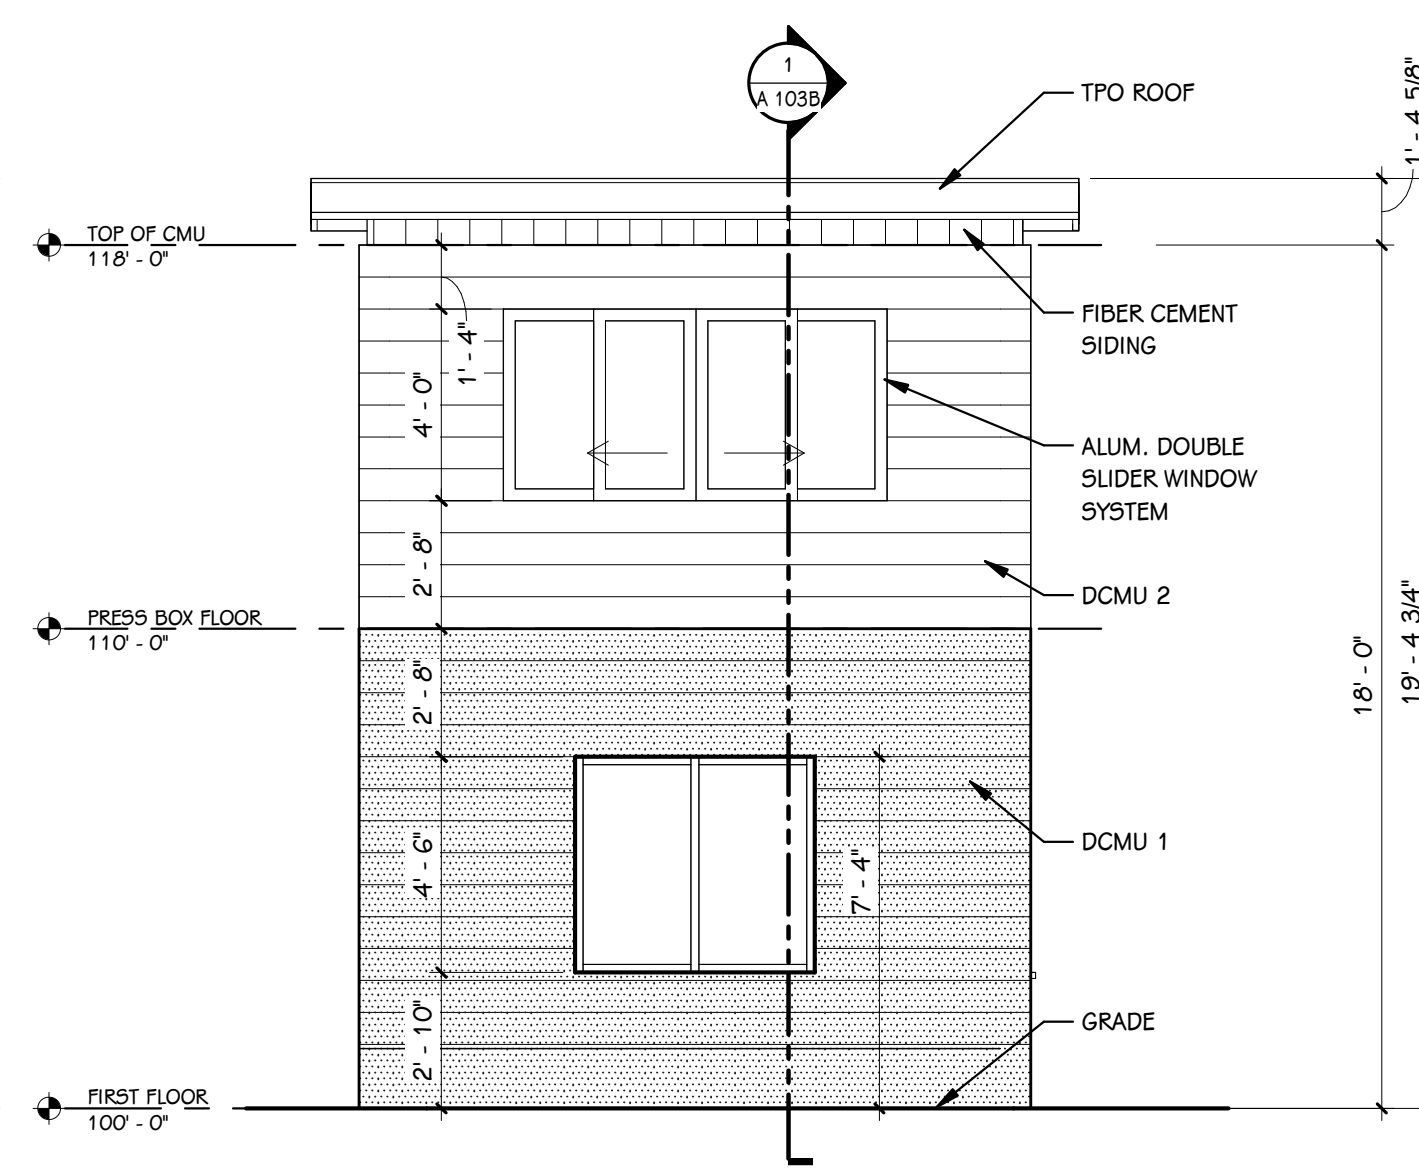 1
A 103B
TPO ROOF
1' - 4 5/8"
TOP OF CMU
118' - 0"
FIBER CEMENT
SIDING
1' - 4"
4' - 0"
ALUM. DOUBLE
SLIDER WINDOW
SYSTEM
2' - 8"
DCMU 2
PRESS BOX FLOOR
110' - 0"
18' - 0"
19' - 4 3/4"
2' - 8"
DCMU 1
4' - 6"
7' - 4"
2' - 10"
GRADE
FIRST FLOOR
100' - 0"